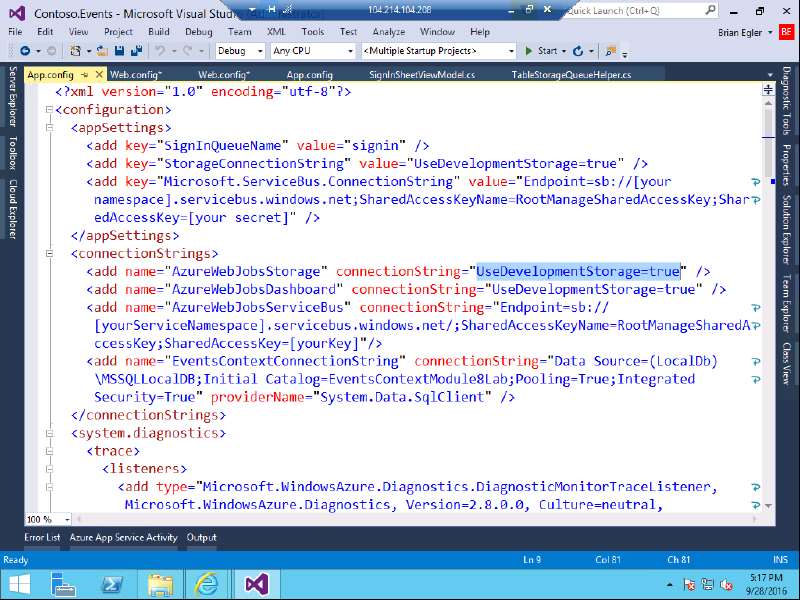 Contoso.Events - Microsoft Visual Stud
104.214.104.208
Quick Launch (Ctrl+Q)
File Edit View Project Build Debug Team XML Tools Test Analyze Window Help
Brian Egler BE
Debug Any CPU <Multiple Startup Projects> Start
App.config Web.config* Web.config* App.config SignInSheetViewModel.cs TableStorageQueueHelper.cs
Server Explorer
Toolbox
Cloud Explorer
<?xml version="1.0" encoding="utf-8"?>
<configuration>
<appSettings>
<add key="SignInQueueName" value="signin" />
<add key="StorageConnectionString" value="UseDevelopmentStorage=true" />
<add key="Microsoft.ServiceBus.ConnectionString" value="Endpoint=sb://[your
namespace].servicebus.windows.net;SharedAccessKeyName=RootManageSharedAccessKey;Shar
edAccessKey=[your secret]" />
</appSettings>
<connectionStrings>
<add name="AzureWebJobsStorage" connectionString="UseDevelopmentStorage=true" />
<add name="AzureWebJobsDashboard" connectionString="UseDevelopmentStorage=true" />
<add name="AzureWebJobsServiceBus" connectionString="Endpoint=sb://
[yourServiceNamespace].servicebus.windows.net/;SharedAccessKeyName=RootManageSharedA
ccessKey;SharedAccessKey=[yourKey]"/>
<add name="EventsContextConnectionString" connectionString="Data Source=(LocalDb)
\MSSQLLocalDB;Initial Catalog=EventsContextModule8Lab;Pooling=True;Integrated
Security=True" providerName="System.Data.SqlClient" />
</connectionStrings>
<system.diagnostics>
<trace>
<listeners>
<add type="Microsoft.WindowsAzure.Diagnostics.DiagnosticMonitorTraceListener,
Microsoft.WindowsAzure.Diagnostics, Version=2.8.0.0, Culture=neutral,
Diagnostic Tools
Properties
Solution Explorer
Team Explorer
Class View
100 %
Error List Azure App Service Activity Output
Ready Ln 9 Col 81 Ch 81 INS
5:17 PM
9/28/2016